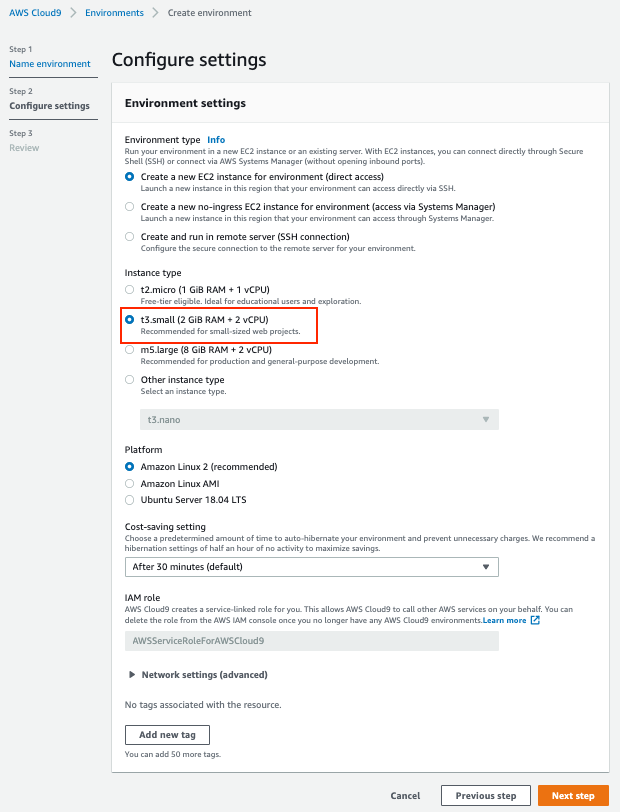 AWS Cloud9 > Environments > Create environment
Step 1
Name environment
Step 2
Configure settings
Step 3
Review
Configure settings
Environment settings
Environment type Info
Run your environment in a new EC2 instance or an existing server. With EC2 instances, you can connect directly through Secure
Shell (SSH) or connect via AWS Systems Manager (without opening inbound ports).
Create a new EC2 instance for environment (direct access)
Launch a new instance in this region that your environment can access directly via SSH.
Create a new no-ingress EC2 instance for environment (access via Systems Manager)
Launch a new instance in this region that your environment can access through Systems Manager.
Create and run in remote server (SSH connection)
Configure the secure connection to the remote server for your environment.
Instance type
t2.micro (1 GiB RAM + 1 vCPU)
Free-tier eligible. Ideal for educational users and exploration.
t3.small (2 GiB RAM + 2 vCPU)
Recommended for small-sized web projects.
m5.large (8 GiB RAM + 2 vCPU)
Recommended for production and general-purpose development.
Other instance type
Select an instance type.
t3.nano
Platform
Amazon Linux 2 (recommended)
Amazon Linux AMI
Ubuntu Server 18.04 LTS
Cost-saving setting
Choose a predetermined amount of time to auto-hibernate your environment and prevent unnecessary charges. We recommend a
hibernation settings of half an hour of no activity to maximize savings.
After 30 minutes (default)
IAM role
AWS Cloud9 creates a service-linked role for you. This allows AWS Cloud9 to call other AWS services on your behalf. You can
delete the role from the AWS IAM console once you no longer have any AWS Cloud9 environments.Learn more
AWSServiceRoleForAWSCloud9
Network settings (advanced)
No tags associated with the resource.
Add new tag
You can add 50 more tags.
Cancel Previous step Next step